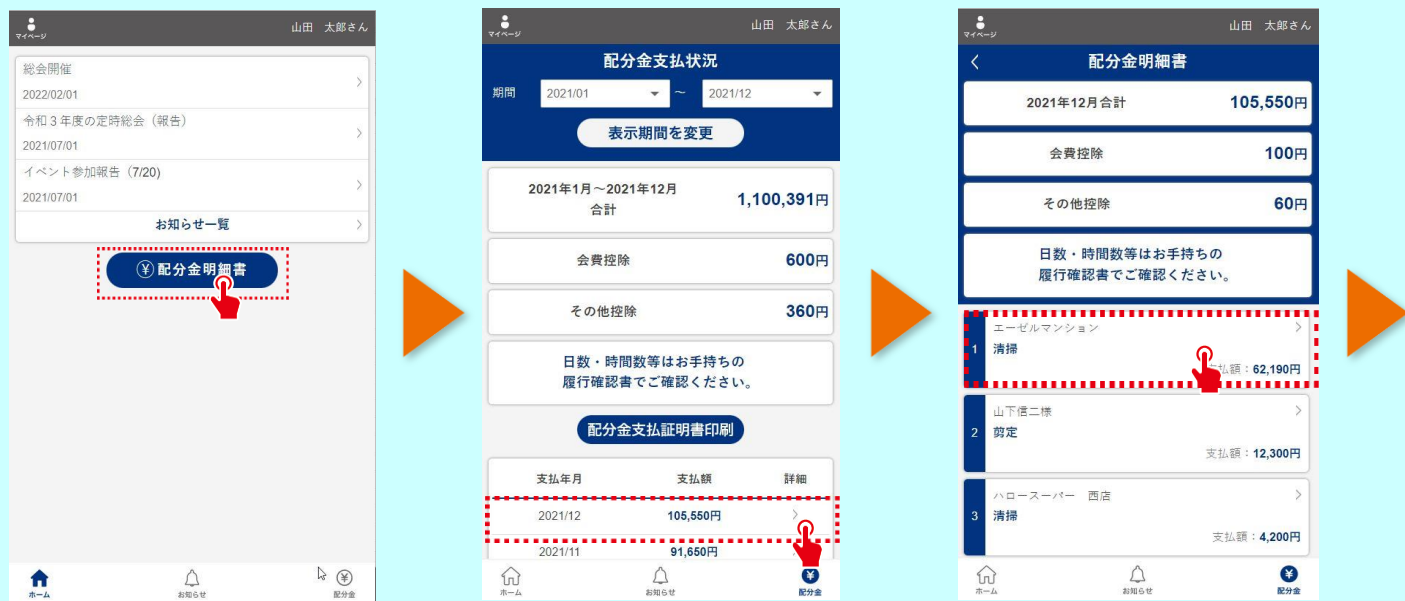 マイページ
山田 太郎さん
総会開催
2022/02/01
令和3年度の定時総会（報告）
2021/07/01
イベント参加報告（7/20)
2021/07/01
お知らせ一覧
¥配分金明細書
ホーム
お知らせ
¥
配分金
マイページ
山田 太郎さん
配分金支払状況
期間 2021/01 ～ 2021/12
表示期間を変更
2021年1月～2021年12月
合計
1,100,391円
会費控除 600円
その他控除 360円
日数・時間数等はお手持ちの
履行確認書でご確認ください。
配分金支払証明書印刷
支払年月 支払額 詳細
2021/12 105,550円
2021/11 91,650円
ホーム
お知らせ
¥
配分金
マイページ
山田 太郎さん
配分金明細書
2021年12月合計 105,550円
会費控除 100円
その他控除 60円
日数・時間数等はお手持ちの
履行確認書でご確認ください。
エーゼルマンション
1 清掃
払額：62,190円
山下信二様
2 剪定
支払額：12,300円
ハロースーパー 西店
3 清掃
支払額：4,200円
ホーム
お知らせ
¥
配分金